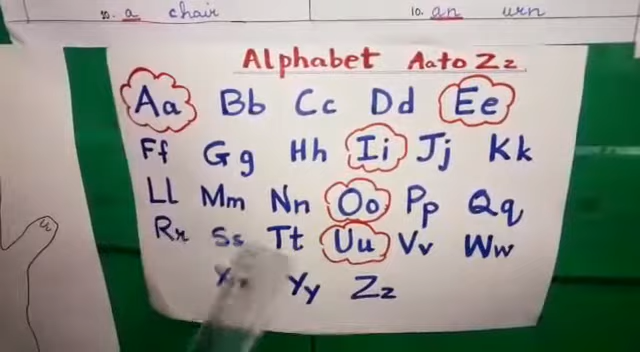 20. a chair 10. an urn
Alphabet Aa to Zz
Aa Bb Cc Dd Ee
Ff Gg Hh Ii Jj Kk
Ll Mm Nn Oo Pp Qq
Rr Ss Tt Uu Vv Ww
Yy Zz
u